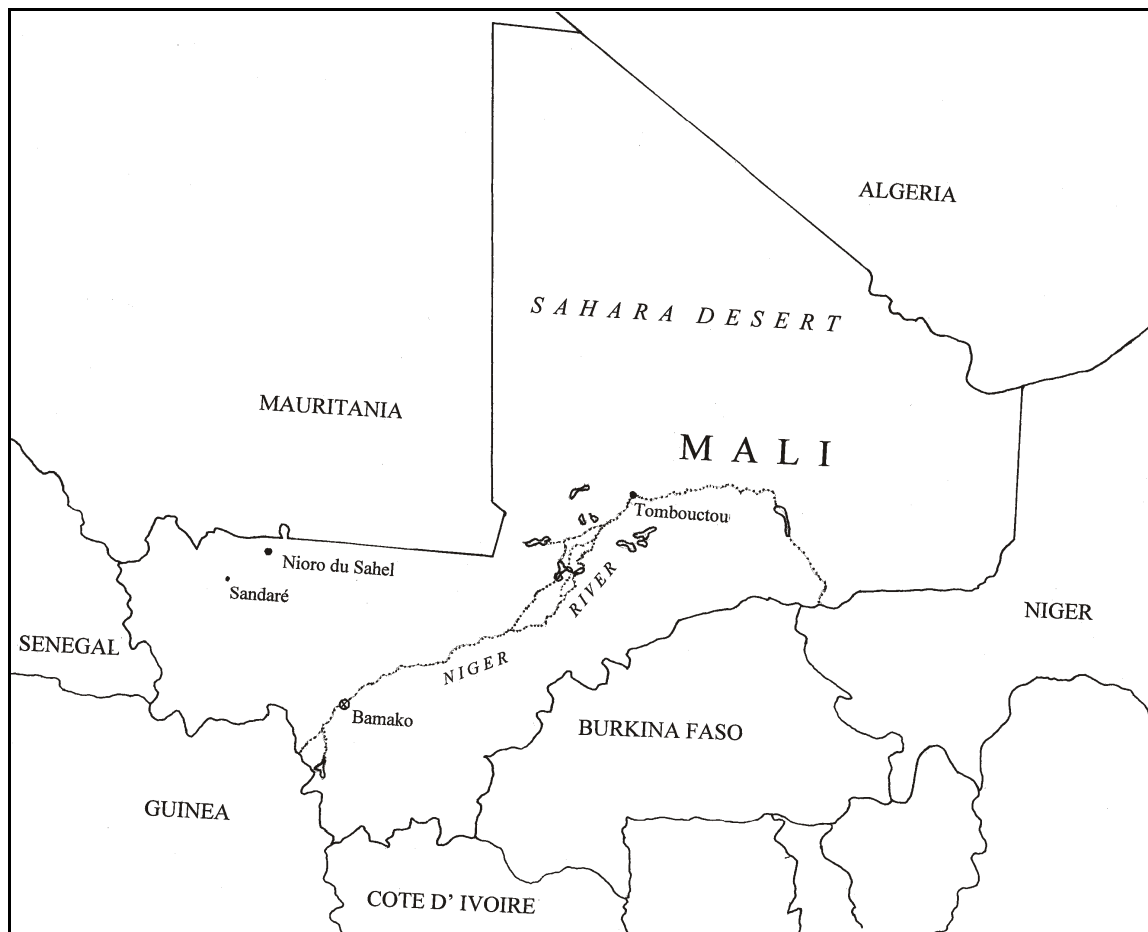 ALGERIA
SAHARA DESERT
MAURITANIA
MALI
Tombouctou
Nioro du Sahel
Sandaré
RIVER
NIGER
SENEGAL
NIGER
Bamako
BURKINA FASO
GUINEA
COTE D' IVOIRE